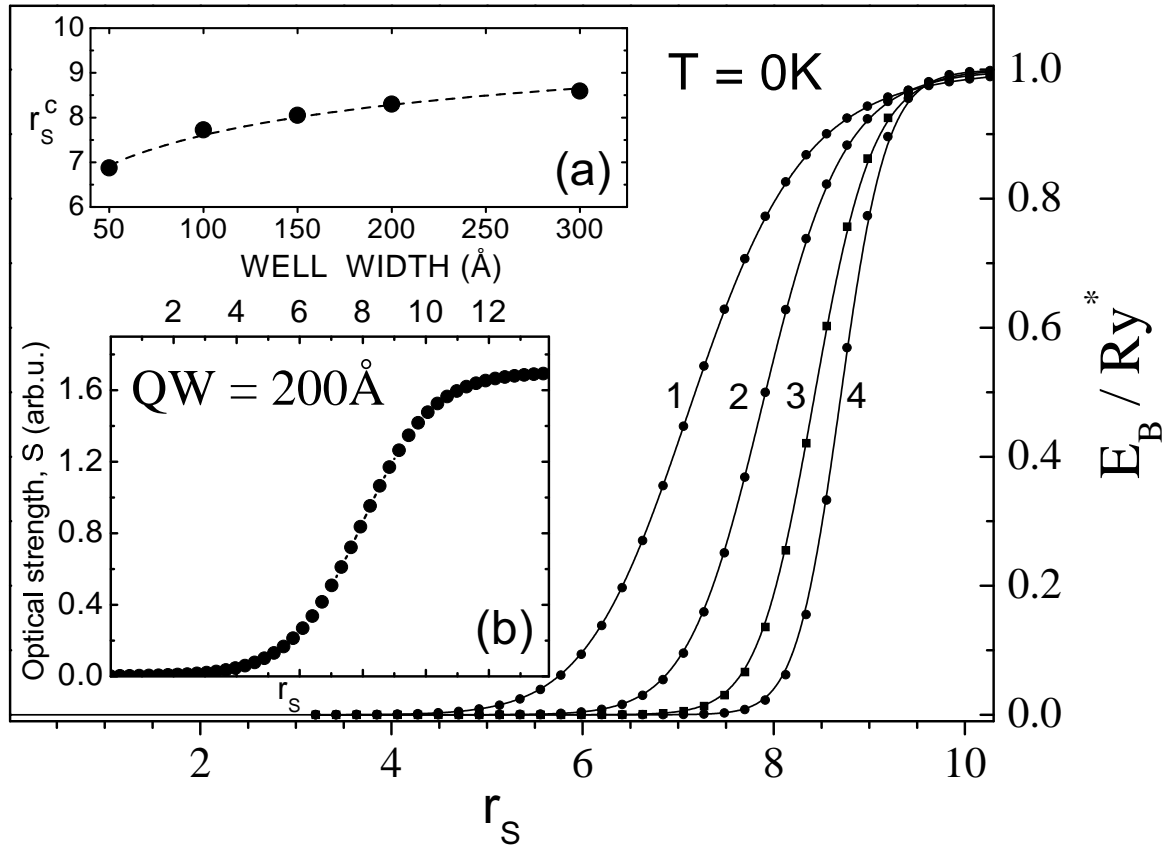 10
9
8
7
6
r_S^c
50 100 150 200 250 300
WELL WIDTH (Å)
(a)
T = 0K
2 4 6 8 10 12
QW = 200Å
Optical strength, S (arb.u.)
1.6
1.2
0.8
0.4
0.0
(b)
r_S
1 2 3 4
1.0
0.8
0.6
0.4
0.2
0.0
E_B / Ry^*
2 4 6 8 10
r_S